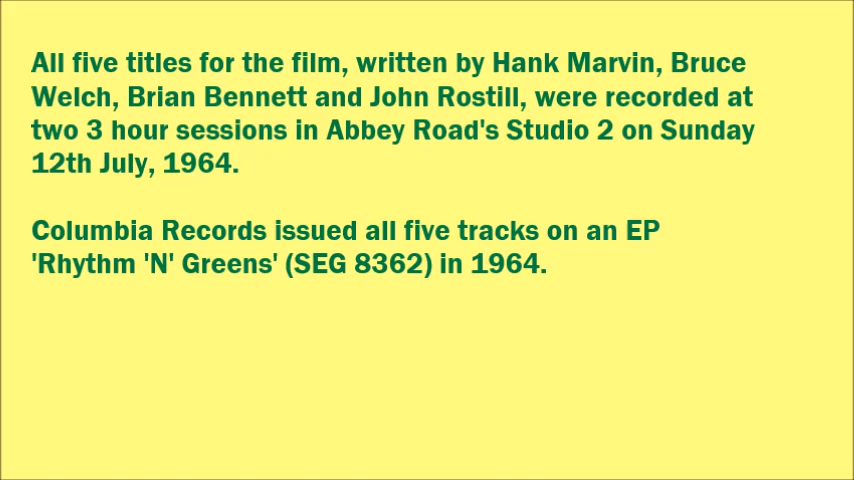 All five titles for the film, written by Hank Marvin, Bruce
Welch, Brian Bennett and John Rostill, were recorded at
two 3 hour sessions in Abbey Road's Studio 2 on Sunday
12th July, 1964.
Columbia Records issued all five tracks on an EP
'Rhythm 'N' Greens' (SEG 8362) in 1964.